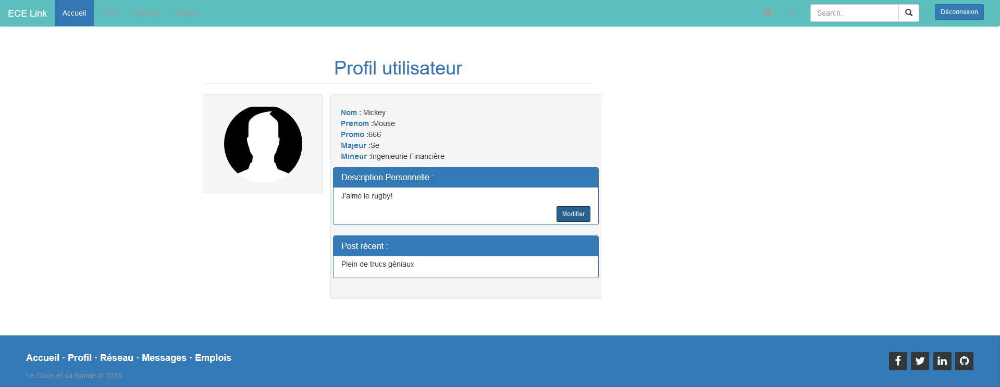 ECE Link Accueil Profil Réseau Emplois M Search.. Déconnexion
Profil utilisateur
Nom : Mickey
Prenom :Mouse
Promo :666
Majeur :Se
Mineur :Ingenieurie Financière
Description Personnelle :
J'aime le rugby!
Modifier
Post récent :
Plein de trucs géniaux
Accueil · Profil · Réseau · Messages · Emplois
Le Coon et sa Bande © 2018